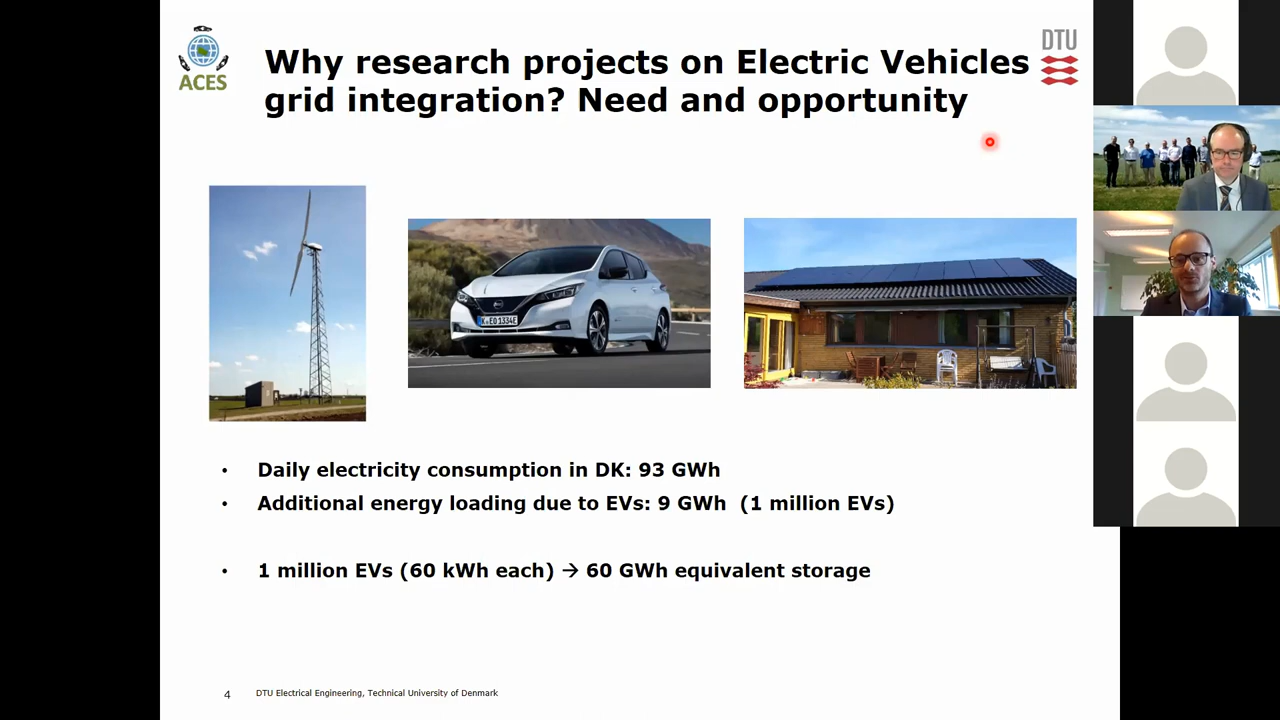 ACES
Why research projects on Electric Vehicles
grid integration? Need and opportunity
DTU
• Daily electricity consumption in DK: 93 GWh
• Additional energy loading due to EVs: 9 GWh (1 million EVs)
• 1 million EVs (60 kWh each) → 60 GWh equivalent storage
4 DTU Electrical Engineering, Technical University of Denmark